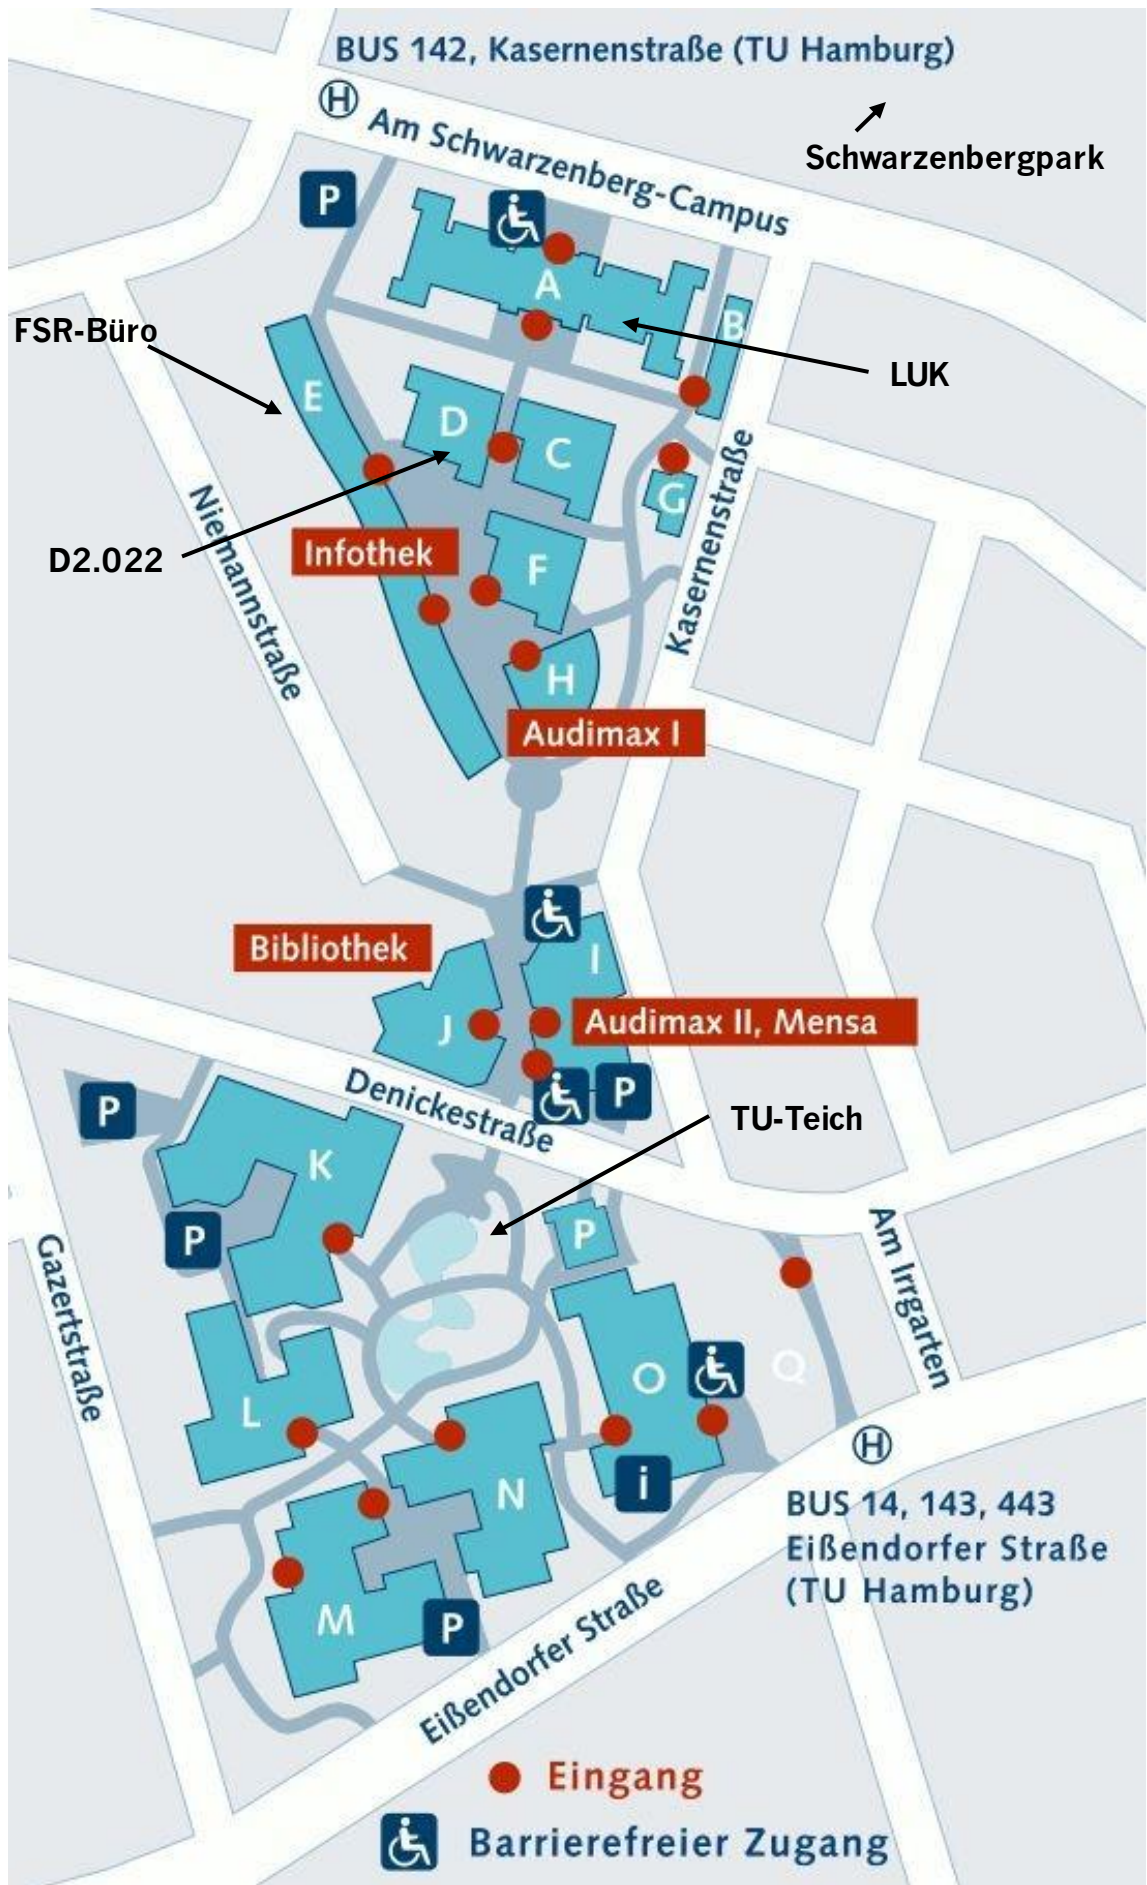 BUS 142, Kasernenstraße (TU Hamburg)
H
Am Schwarzenberg-Campus
Schwarzenbergpark
P
A
B
FSR-Büro
LUK
E
D
C
G
Niemannstraße
Kasernenstraße
D2.022
Infothek
F
H
Audimax I
Bibliothek
I
J
Audimax II, Mensa
Denickestraße
P
P
TU-Teich
K
P
P
Gazertstraße
Am Irrgarten
O
Q
L
i
H
N
BUS 14, 143, 443
Eißendorfer Straße
(TU Hamburg)
M
P
Eißendorfer Straße
Eingang
Barrierefreier Zugang